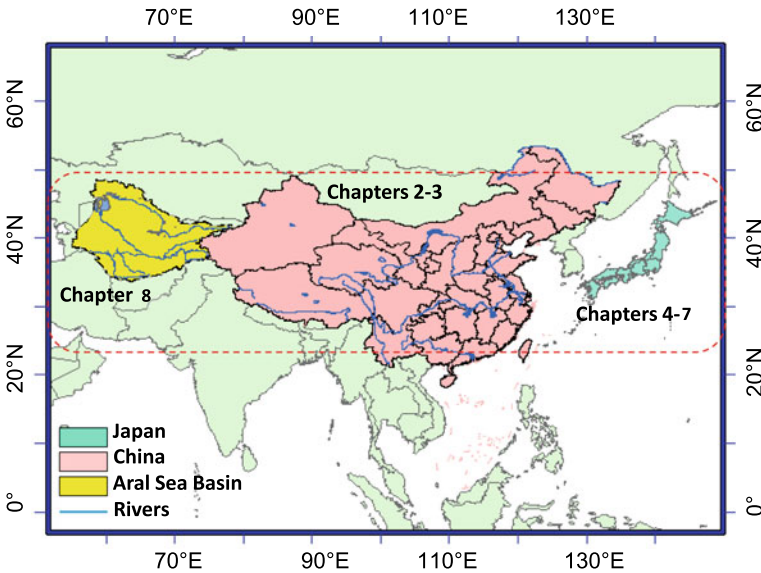 70°E 90°E 110°E 130°E
60°N 60°N
Chapters 2-3
40°N 40°N
Chapter 8
Chapters 4-7
20°N 20°N
Japan
China
Aral Sea Basin
Rivers
0° 0°
70°E 90°E 110°E 130°E